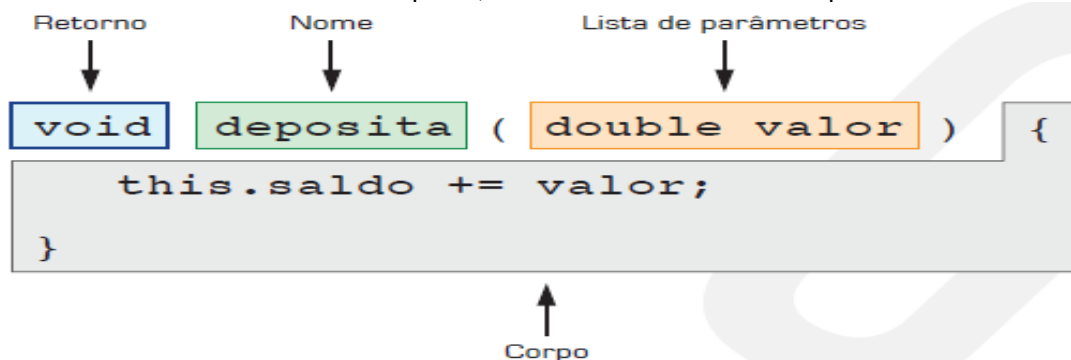 Retorno Nome Lista de parâmetros
void deposita ( double valor ) {
this.saldo += valor;
}
Corpo